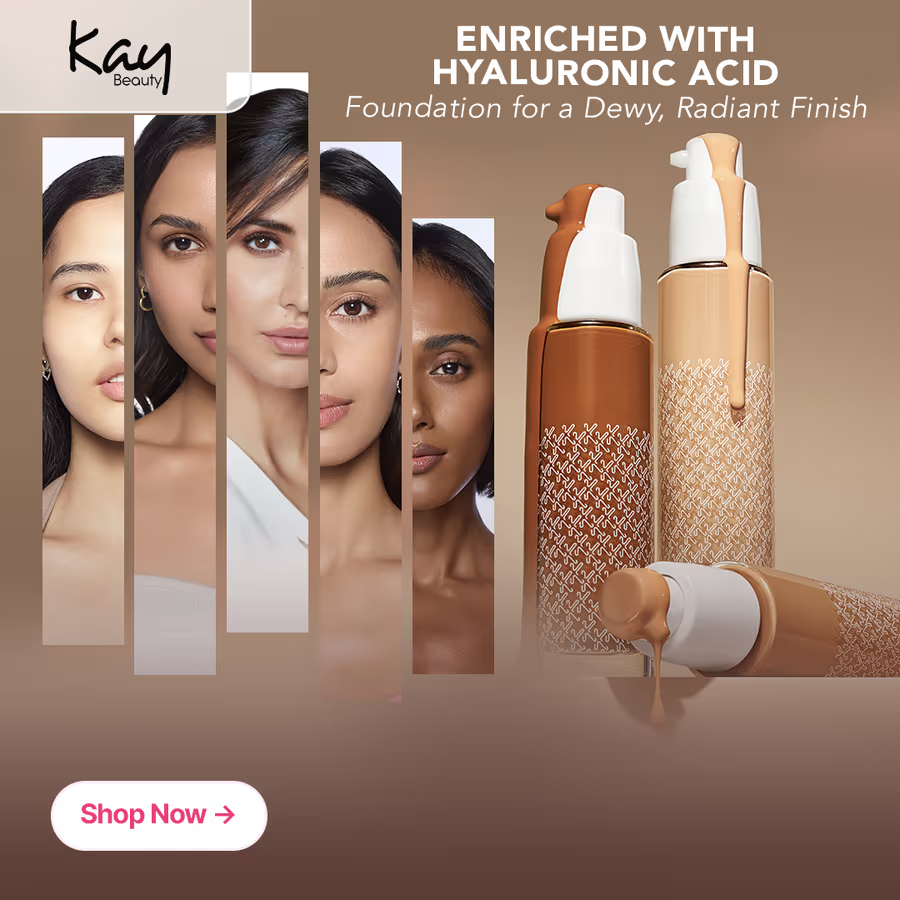 Kay
Beauty
ENRICHED WITH
HYALURONIC ACID
Foundation for a Dewy, Radiant Finish
Shop Now →